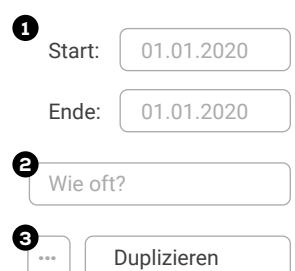 1
Start: 01.01.2020
Ende: 01.01.2020
2
Wie oft?
3
... Duplizieren